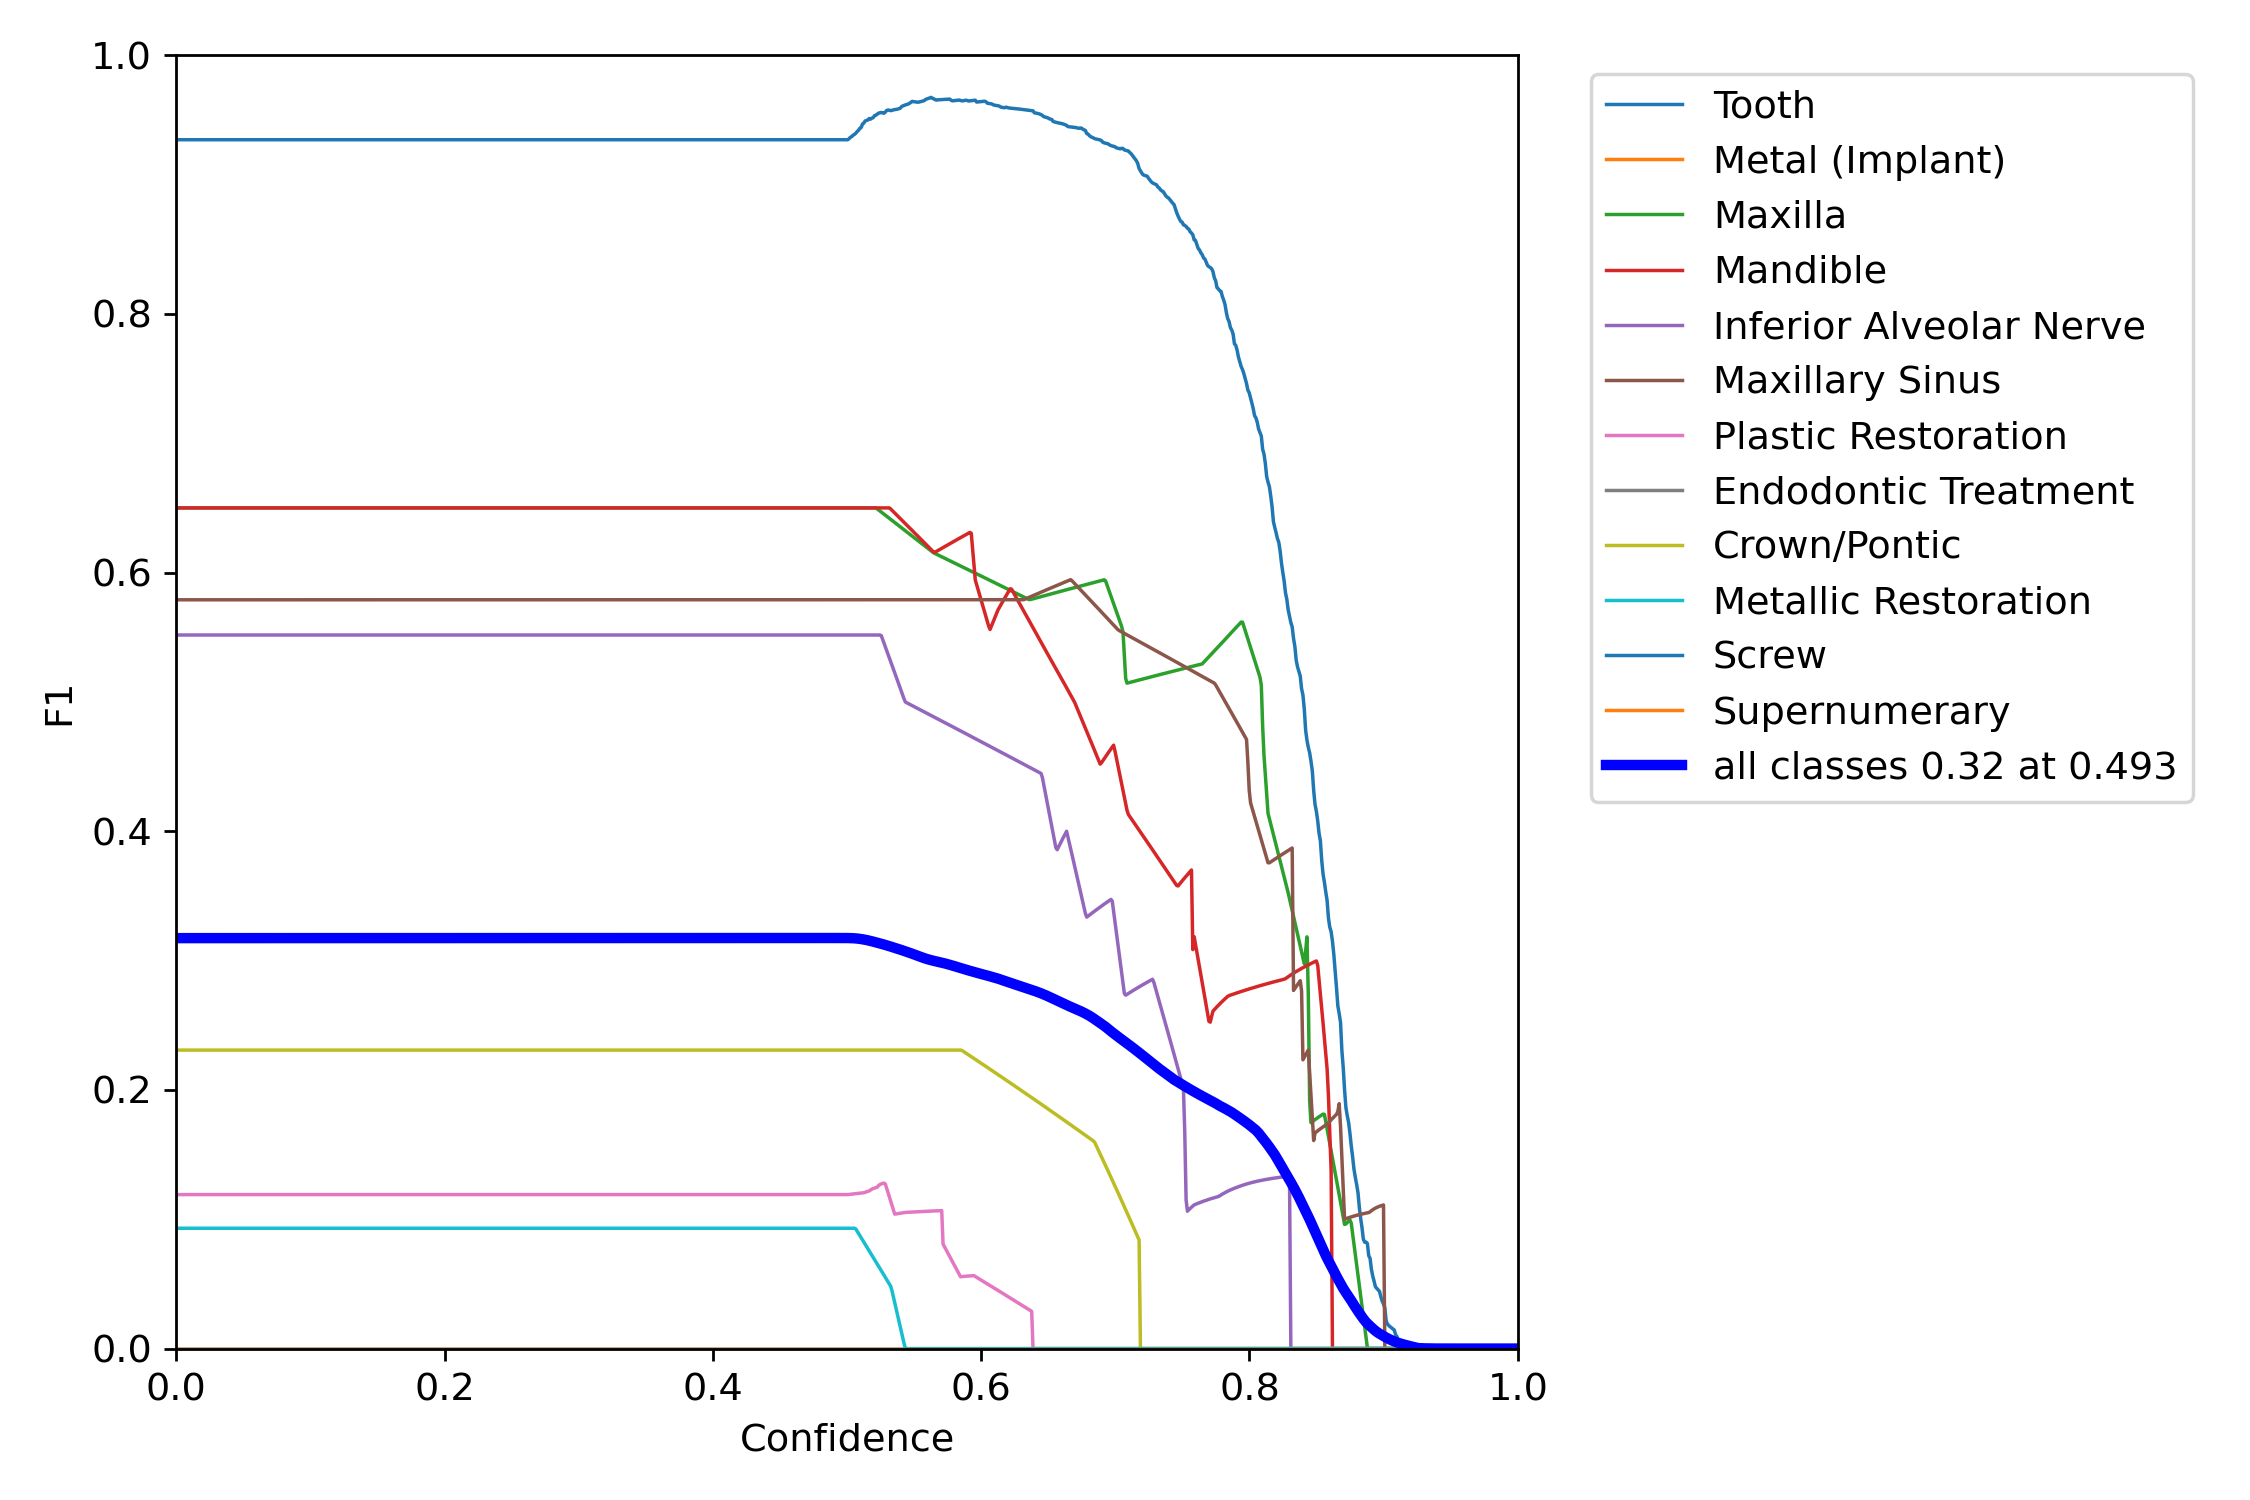 1.0
0.8
0.6
0.4
0.2
0.0
F1
0.0 0.2 0.4 0.6 0.8 1.0
Confidence
Tooth
Metal (Implant)
Maxilla
Mandible
Inferior Alveolar Nerve
Maxillary Sinus
Plastic Restoration
Endodontic Treatment
Crown/Pontic
Metallic Restoration
Screw
Supernumerary
all classes 0.32 at 0.493